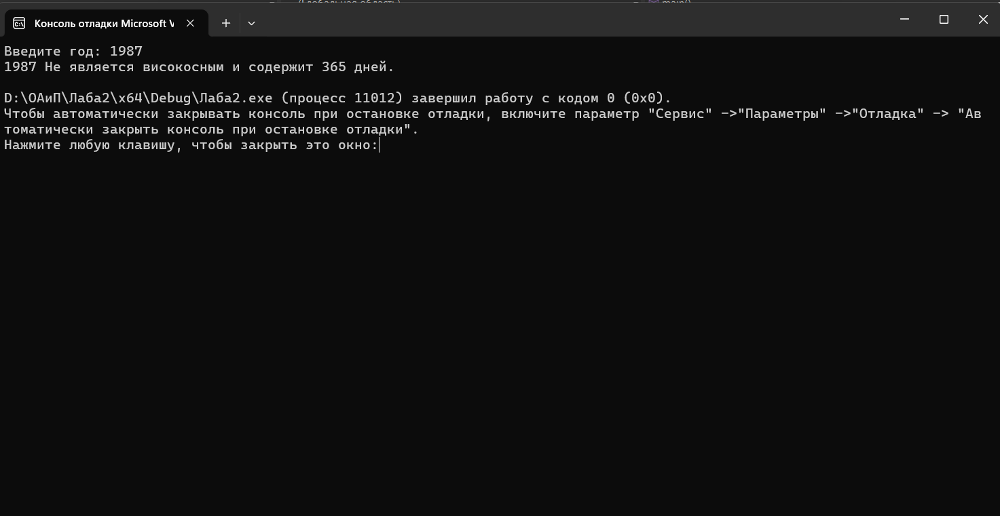 Консоль отладки Microsoft V
Введите год: 1987
1987 Не является високосным и содержит 365 дней.
D:\ОАиП\Лаба2\x64\Debug\Лаба2.exe (процесс 11012) завершил работу с кодом 0 (0x0).
Чтобы автоматически закрывать консоль при остановке отладки, включите параметр "Сервис" ->"Параметры" ->"Отладка" -> "Ав
томатически закрыть консоль при остановке отладки".
Нажмите любую клавишу, чтобы закрыть это окно: